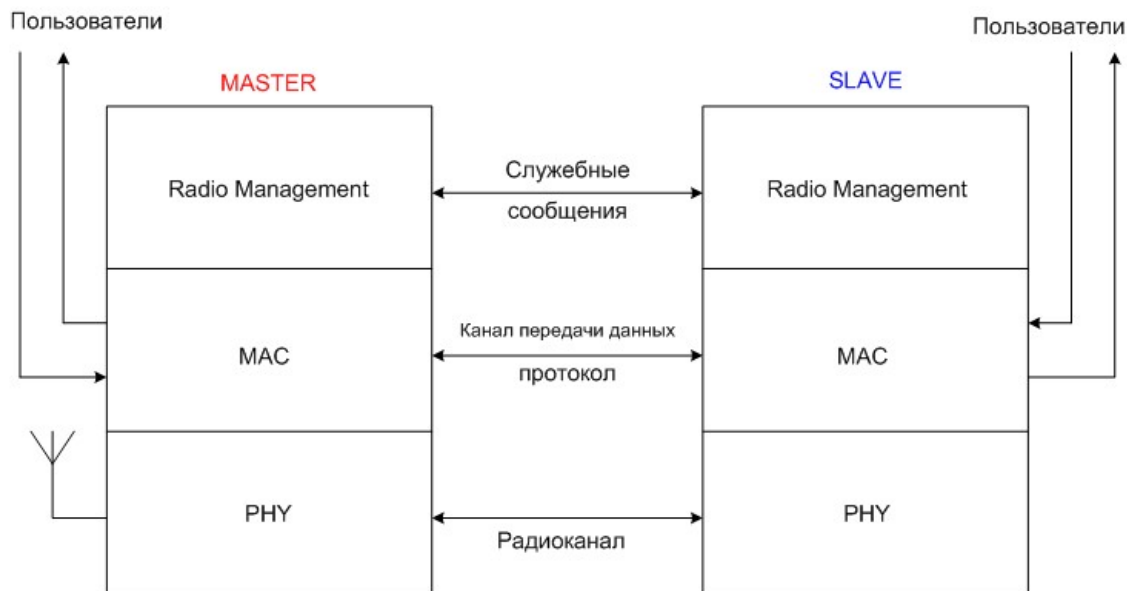 Пользователи
Пользователи
MASTER
SLAVE
Radio Management
Служебные
сообщения
Radio Management
MAC
Канал передачи данных
протокол
MAC
PHY
Радиоканал
PHY